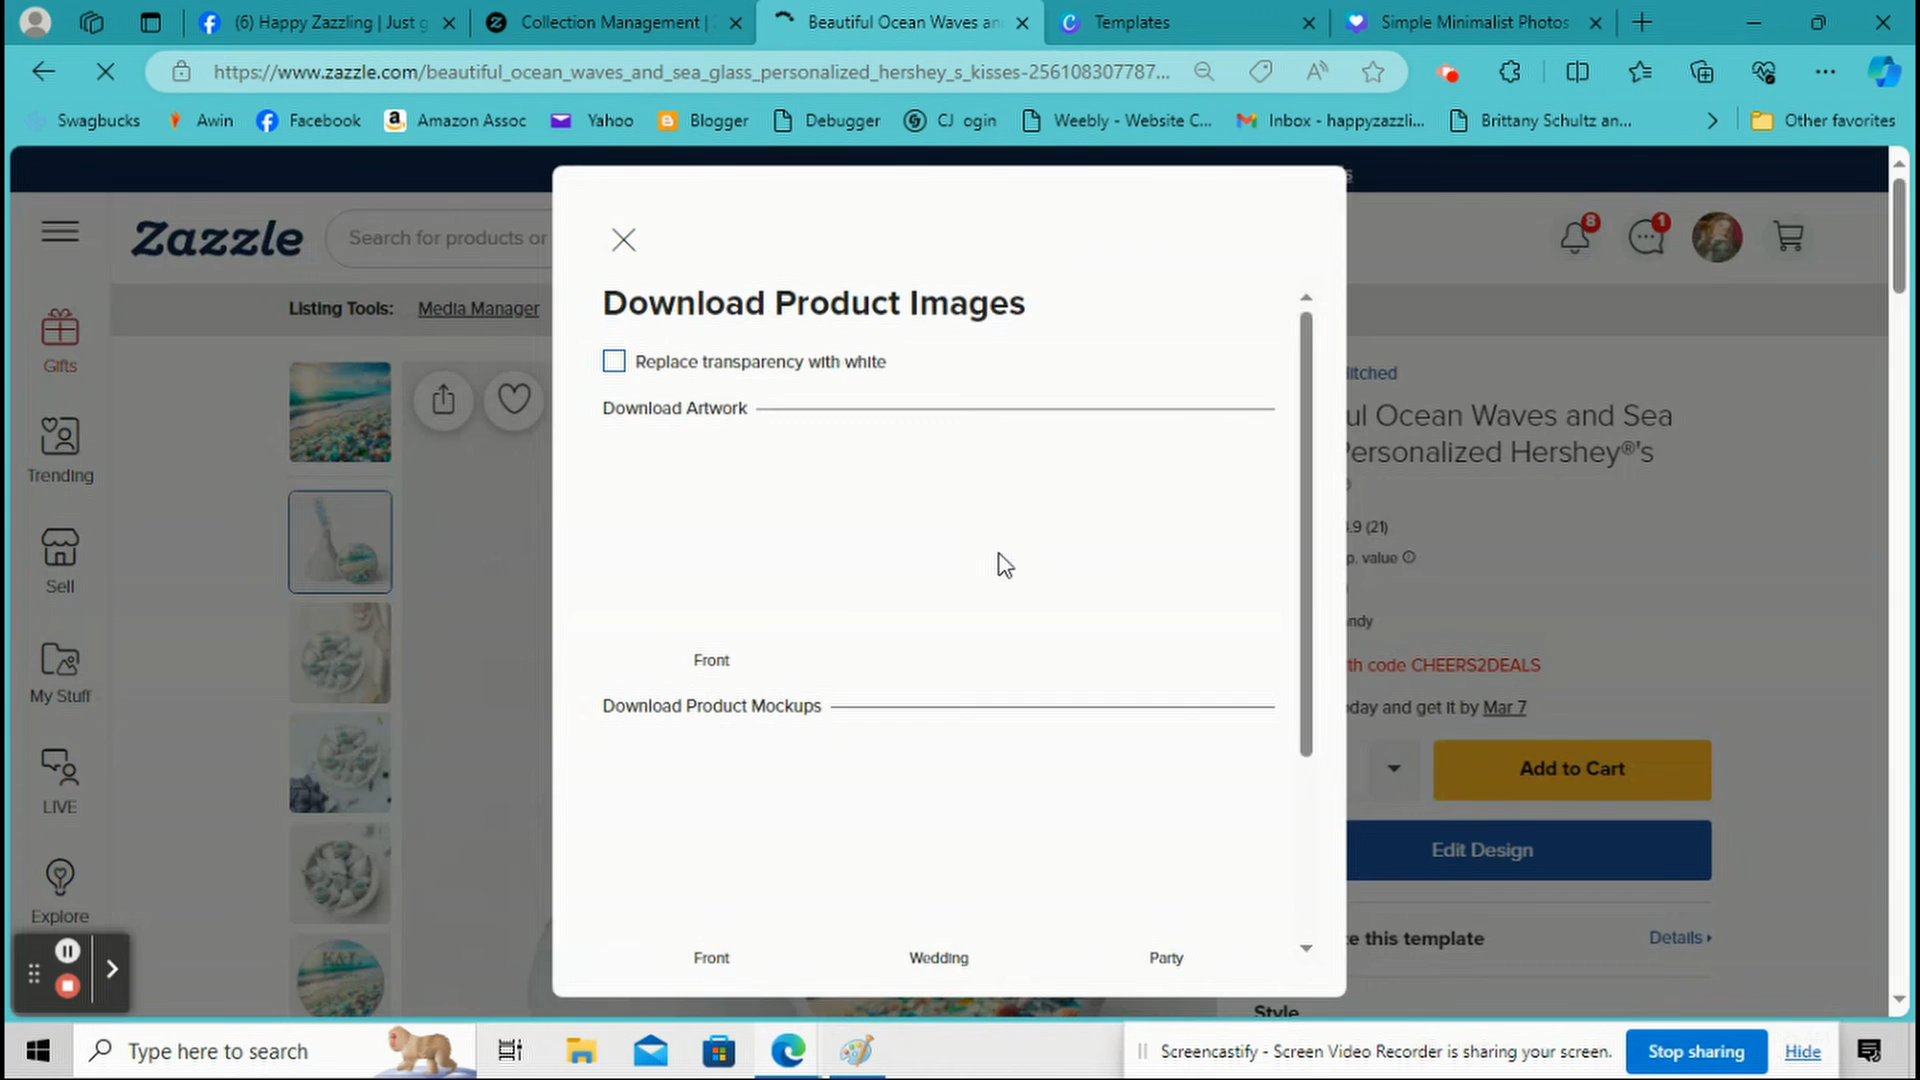 (6) Happy Zazzling | Just g
Collection Management |
Beautiful Ocean Waves an
Templates
Simple Minimalist Photos
https://www.zazzle.com/beautiful_ocean_waves_and_sea_glass_personalized_hershey_s_kisses-256108307787...
Swagbucks
Awin
Facebook
Amazon Assoc
Yahoo
Blogger
Debugger
CJ ogin
Weebly - Website C...
Inbox - happyzazzli...
Brittany Schultz an...
Other favorites
Zazzle
Search for products or
8
1
Listing Tools:
Media Manager
Gifts
Trending
Sell
My Stuff
LIVE
Explore
Download Product Images
Replace transparency with white
Download Artwork
Front
Download Product Mockups
Front
Wedding
Party
itched
ul Ocean Waves and Sea
Personalized Hershey®'s
.9 (21)
p. value
ndy
th code CHEERS2DEALS
day and get it by Mar 7
Add to Cart
Edit Design
e this template
Details
Style
Type here to search
Screencastify - Screen Video Recorder is sharing your screen.
Stop sharing
Hide